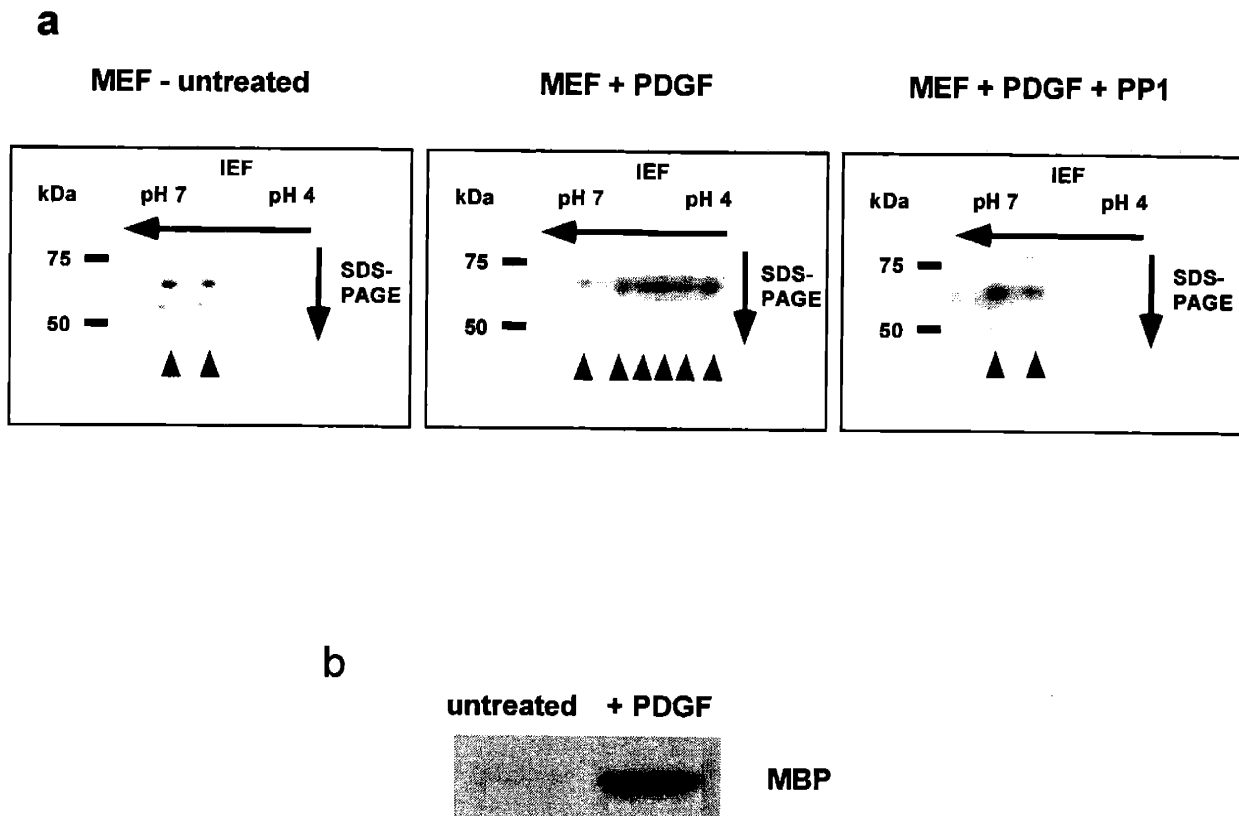 a
MEF - untreated
MEF + PDGF
MEF + PDGF + PP1
IEF
kDa
pH 7
pH 4
75
50
SDS-
PAGE
IEF
kDa
pH 7
pH 4
75
50
SDS-
PAGE
IEF
kDa
pH 7
pH 4
75
50
SDS-
PAGE
b
untreated + PDGF
MBP